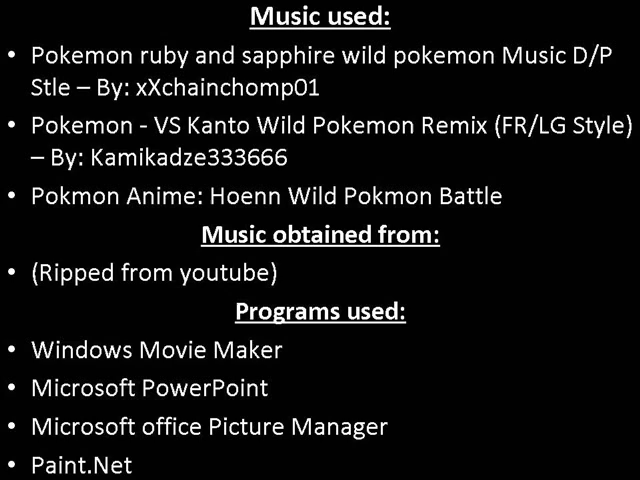 Music used:
• Pokemon ruby and sapphire wild pokemon Music D/P
Stle – By: xXchainchomp01
• Pokemon - VS Kanto Wild Pokemon Remix (FR/LG Style)
– By: Kamikadze333666
• Pokmon Anime: Hoenn Wild Pokmon Battle
Music obtained from:
• (Ripped from youtube)
Programs used:
• Windows Movie Maker
• Microsoft PowerPoint
• Microsoft office Picture Manager
• Paint.Net